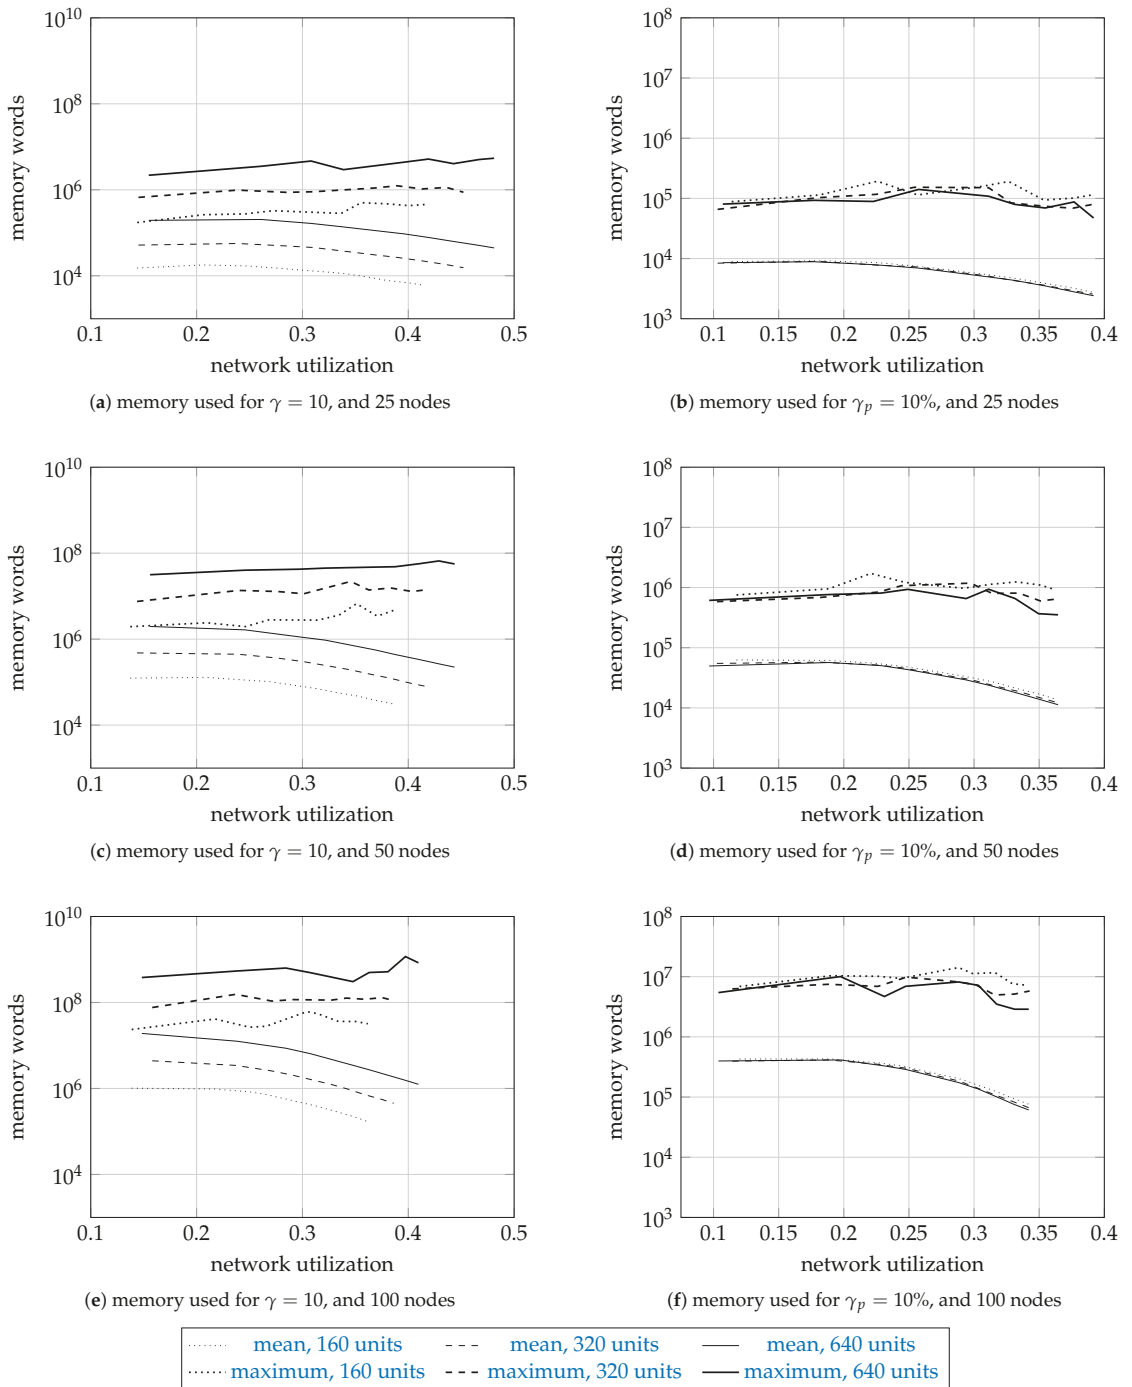 10^10
10^8
10^6
10^4
memory words
0.1 0.2 0.3 0.4 0.5
network utilization
(a) memory used for γ = 10, and 25 nodes
10^8
10^7
10^6
10^5
10^4
10^3
memory words
0.1 0.15 0.2 0.25 0.3 0.35 0.4
network utilization
(b) memory used for γ_p = 10%, and 25 nodes
10^10
10^8
10^6
10^4
memory words
0.1 0.2 0.3 0.4 0.5
network utilization
(c) memory used for γ = 10, and 50 nodes
10^8
10^7
10^6
10^5
10^4
10^3
memory words
0.1 0.15 0.2 0.25 0.3 0.35 0.4
network utilization
(d) memory used for γ_p = 10%, and 50 nodes
10^10
10^8
10^6
10^4
memory words
0.1 0.2 0.3 0.4 0.5
network utilization
(e) memory used for γ = 10, and 100 nodes
10^8
10^7
10^6
10^5
10^4
10^3
memory words
0.1 0.15 0.2 0.25 0.3 0.35 0.4
network utilization
(f) memory used for γ_p = 10%, and 100 nodes
mean, 160 units mean, 320 units mean, 640 units
maximum, 160 units maximum, 320 units maximum, 640 units